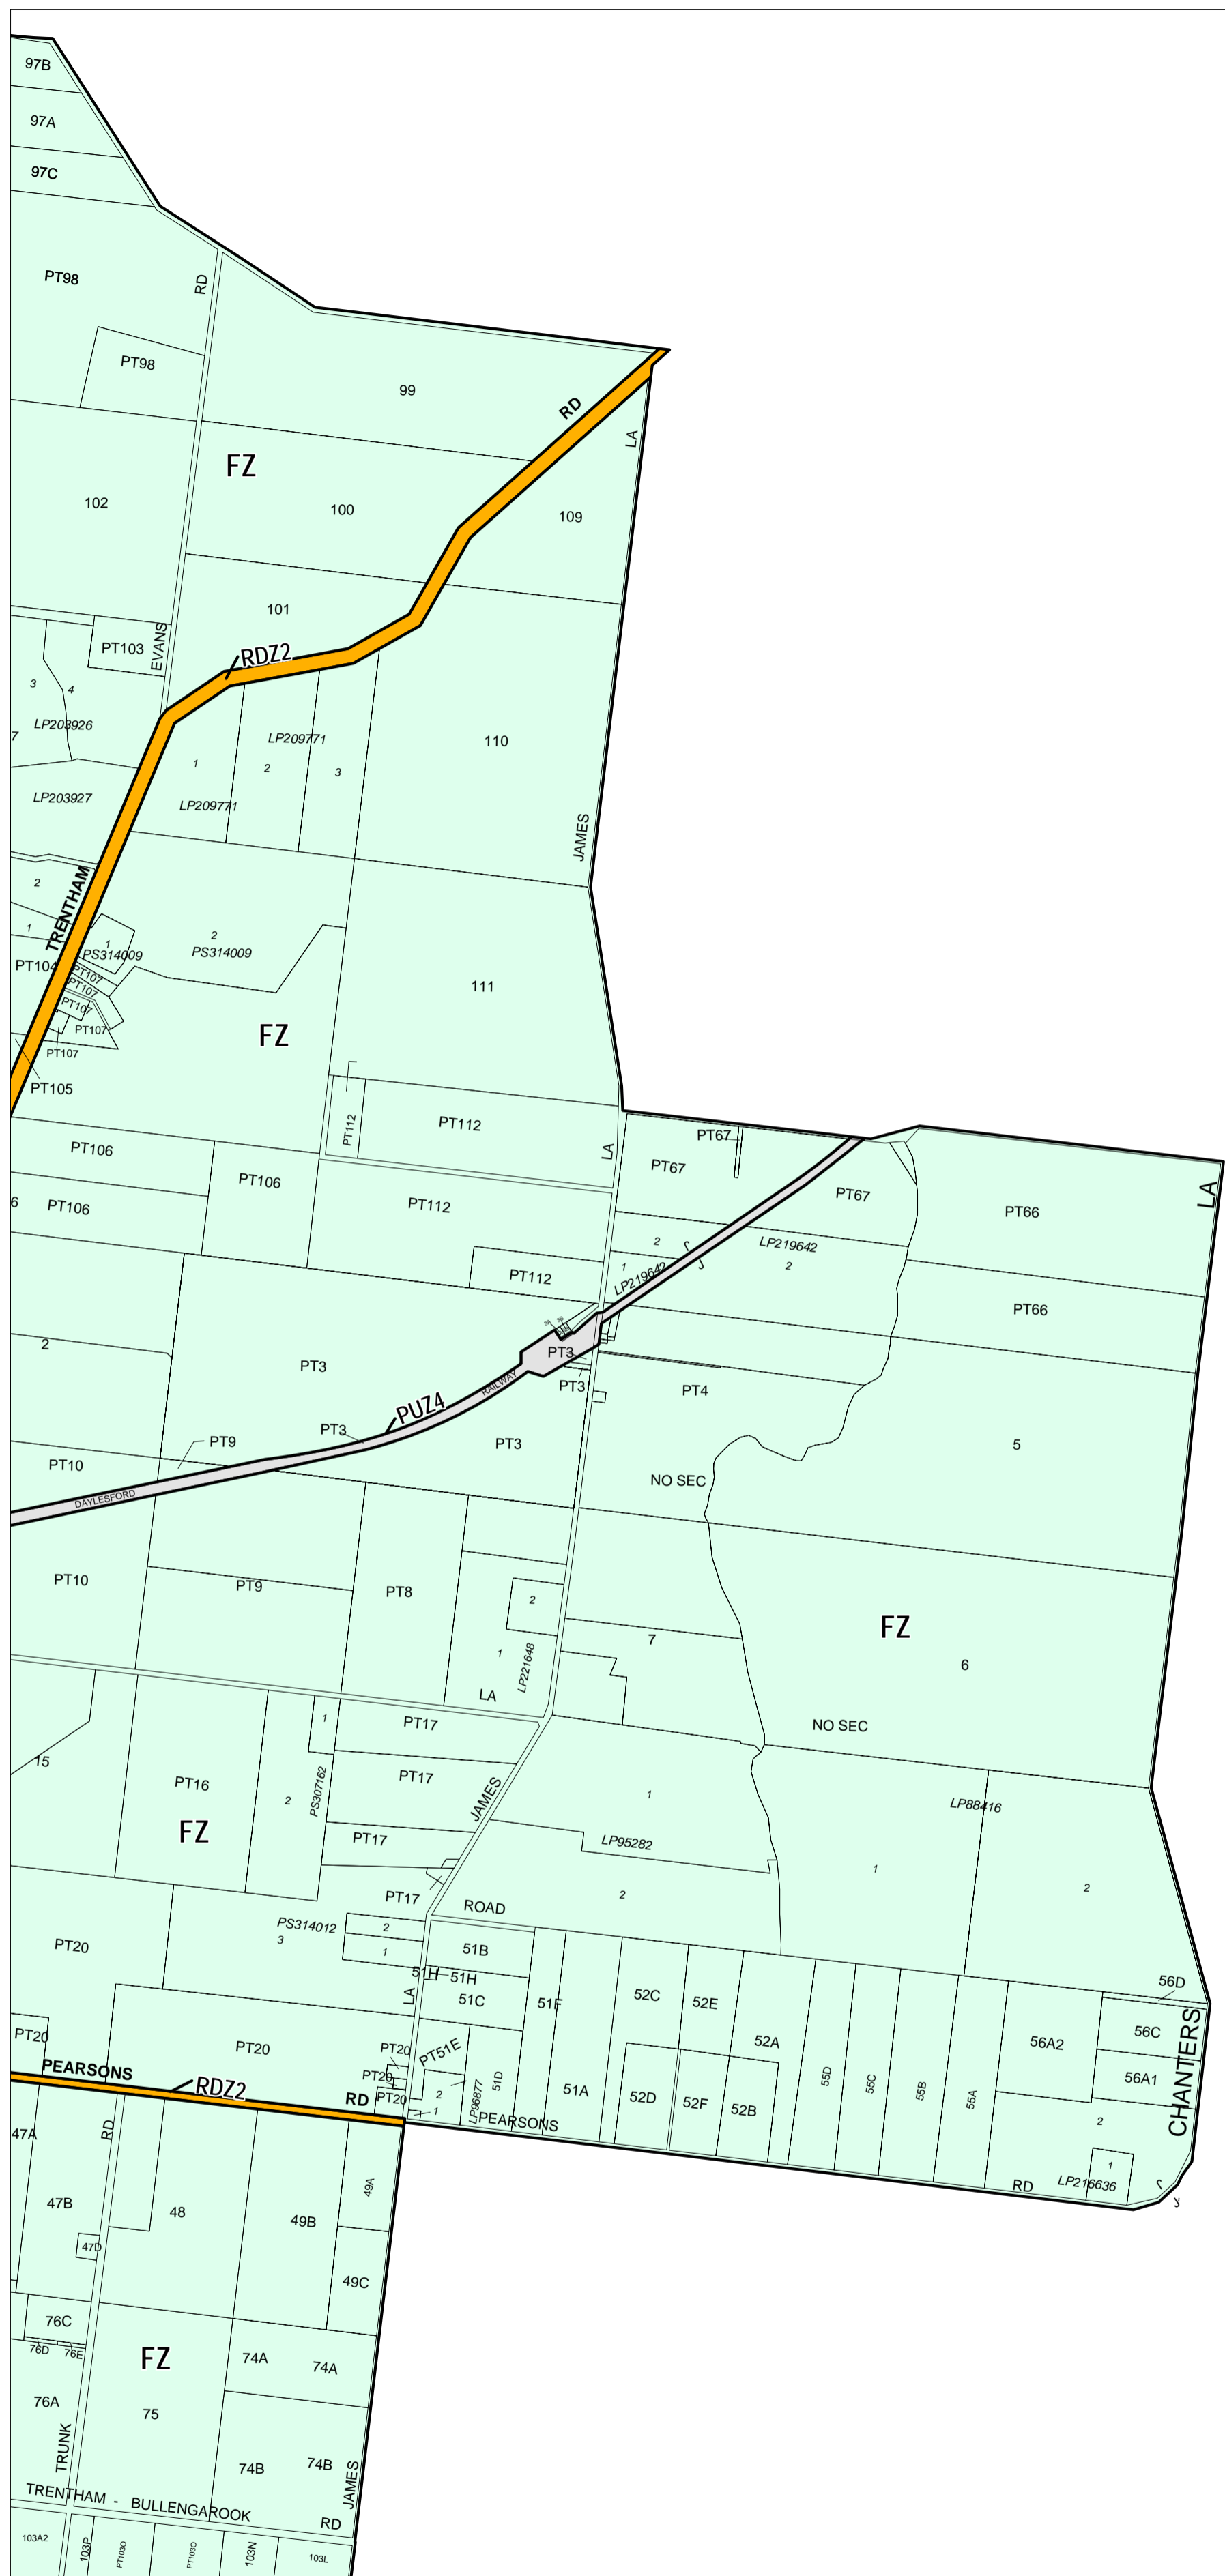 97B
97A
97C
PT98
RD
PT98
99
RD
LA
FZ
102
100
109
101
EVANS
PT103
RDZ2
3
4
LP203926
7
LP209771
110
1
2
3
LP203927
LP209771
JAMES
2
TRENTHAM
1
1
PS314009
2
PS314009
PT104
PT107
PT107
PT107
PT107
PT107
111
FZ
PT105
PT112
PT112
LA
PT67
PT67
PT106
PT106
PT67
PT66
LA
6
PT106
PT112
2
LP219642
1
2
PT112
LP219642
PT66
2
PT3
PT3
PT3
PT4
RAILWAY
PUZ4
PT3
PT9
PT3
5
PT10
NO SEC
DAYLESFORD
PT10
PT9
PT8
2
FZ
7
1
LP221648
6
LA
NO SEC
1
PT17
15
PT16
PT17
2
PS307162
JAMES
1
LP88416
FZ
PT17
LP95282
1
2
2
PT17
ROAD
PS314012
2
3
1
PT20
51B
51H
51H
51C
51F
52C
52E
56D
LA
52A
56A2
56C
PT20
PT20
PT20
PT51E
55D
55C
55B
55A
56A1
CHANTERS
PEARSONS
RDZ2
RD
PT20
PT20
2
1
LP96877
51D
51A
52D
52F
52B
PEARSONS
2
47A
RD
1
RD
LP216636
47B
48
49A
49B
47D
49C
76C
76D
76E
FZ
74A
74A
76A
75
TRUNK
74B
74B
JAMES
TRENTHAM - BULLENGAROOK
RD
103A2
103P
PT103O
PT103O
103N
103L